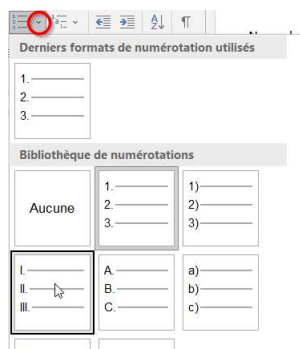 Derniers formats de numérotation utilisés
1.
2.
3.
Bibliothèque de numérotations
Aucune
1.
2.
3.
1)
2)
3)
I.
II.
III.
A.
B.
C.
a)
b)
c)